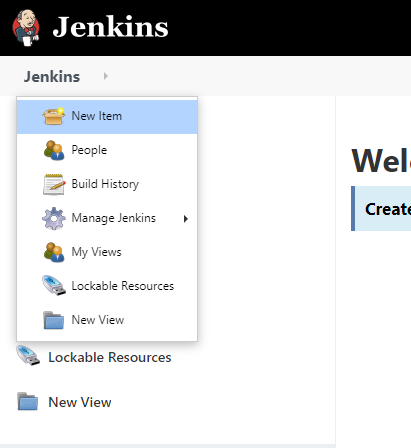 Jenkins
Jenkins
New Item
People
Build History
Manage Jenkins
My Views
Lockable Resources
New View
Create
Lockable Resources
New View